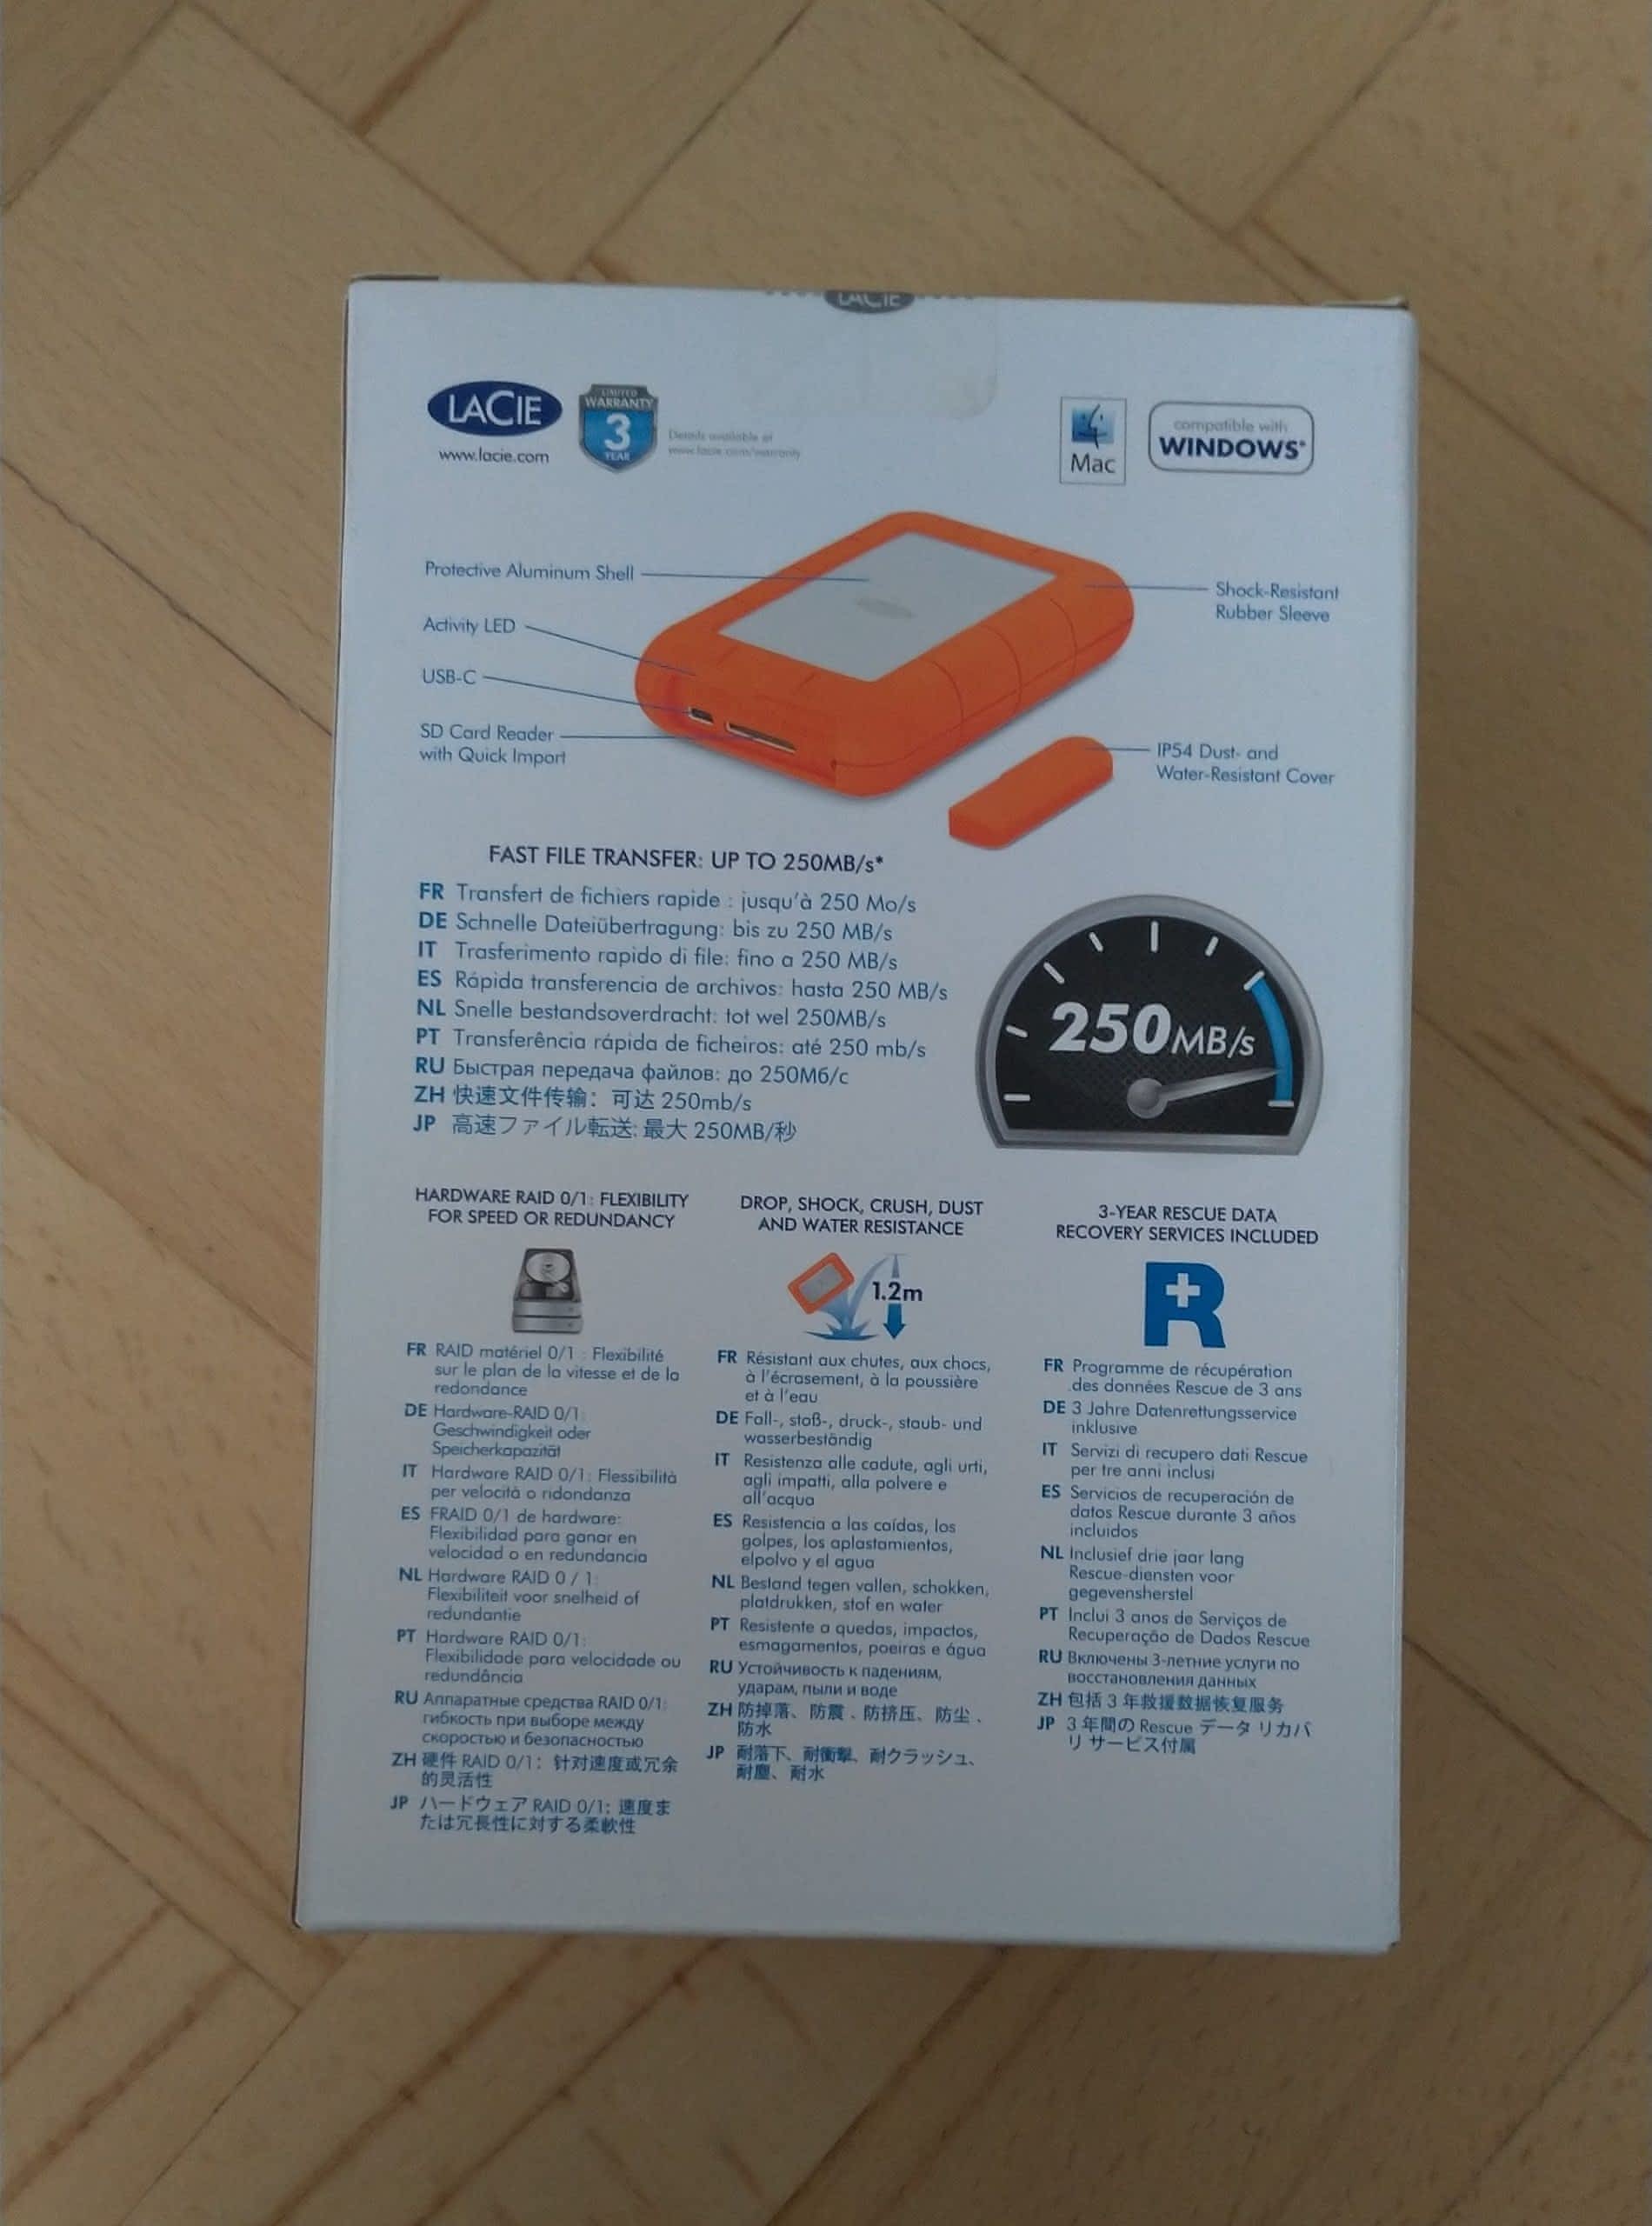 LACIE
LACIE
www.lacie.com
LIMITED
WARRANTY
3
YEAR
Details available at
www.lacie.com/warranty
Mac
compatible with
WINDOWS®
Protective Aluminum Shell
Activity LED
USB-C
SD Card Reader
with Quick Import
Shock-Resistant
Rubber Sleeve
IP54 Dust- and
Water-Resistant Cover
FAST FILE TRANSFER: UP TO 250MB/s*
FR Transfert de fichiers rapide : jusqu'à 250 Mo/s
DE Schnelle Dateiübertragung: bis zu 250 MB/s
IT Trasferimento rapido di file: fino a 250 MB/s
ES Rápida transferencia de archivos: hasta 250 MB/s
NL Snelle bestandsoverdracht: tot wel 250MB/s
PT Transferência rápida de ficheiros: até 250 mb/s
RU Быстрая передача файлов: до 250Мб/с
ZH 快速文件传输：可达 250mb/s
JP 高速ファイル転送: 最大 250MB/秒
250MB/s
HARDWARE RAID 0/1: FLEXIBILITY
FOR SPEED OR REDUNDANCY
FR RAID matériel 0/1 : Flexibilité
sur le plan de la vitesse et de la
redondance
DE Hardware-RAID 0/1:
Geschwindigkeit oder
Speicherkapazität
IT Hardware RAID 0/1: Flessibilità
per velocità o ridondanza
ES FRAID 0/1 de hardware:
Flexibilidad para ganar en
velocidad o en redundancia
NL Hardware RAID 0 / 1:
Flexibiliteit voor snelheid of
redundantie
PT Hardware RAID 0/1:
Flexibilidade para velocidade ou
redundância
RU Аппаратные средства RAID 0/1:
гибкость при выборе между
скоростью и безопасностью
ZH 硬件 RAID 0/1：针对速度或冗余
的灵活性
JP ハードウェア RAID 0/1: 速度ま
たは冗長性に対する柔軟性
DROP, SHOCK, CRUSH, DUST
AND WATER RESISTANCE
1.2m
FR Résistant aux chutes, aux chocs,
à l'écrasement, à la poussière
et à l'eau
DE Fall-, stoß-, druck-, staub- und
wasserbeständig
IT Resistenza alle cadute, agli urti,
agli impatti, alla polvere e
all'acqua
ES Resistencia a las caídas, los
golpes, los aplastamientos,
elpolvo y el agua
NL Bestand tegen vallen, schokken,
platdrukken, stof en water
PT Resistente a quedas, impactos,
esmagamentos, poeiras e água
RU Устойчивость к падениям,
ударам, пыли и воде
ZH 防掉落、防震、防挤压、防尘、
防水
JP 耐落下、耐衝撃、耐クラッシュ、
耐塵、耐水
3-YEAR RESCUE DATA
RECOVERY SERVICES INCLUDED
R
FR Programme de récupération
des données Rescue de 3 ans
DE 3 Jahre Datenrettungsservice
inklusive
IT Servizi di recupero dati Rescue
per tre anni inclusi
ES Servicios de recuperación de
datos Rescue durante 3 años
incluidos
NL Inclusief drie jaar lang
Rescue-diensten voor
gegevensherstel
PT Inclui 3 anos de Serviços de
Recuperação de Dados Rescue
RU Включены 3-летние услуги по
восстановления данных
ZH 包括 3 年救援数据恢复服务
JP 3 年間の Rescue データ リカバ
リ サービス付属